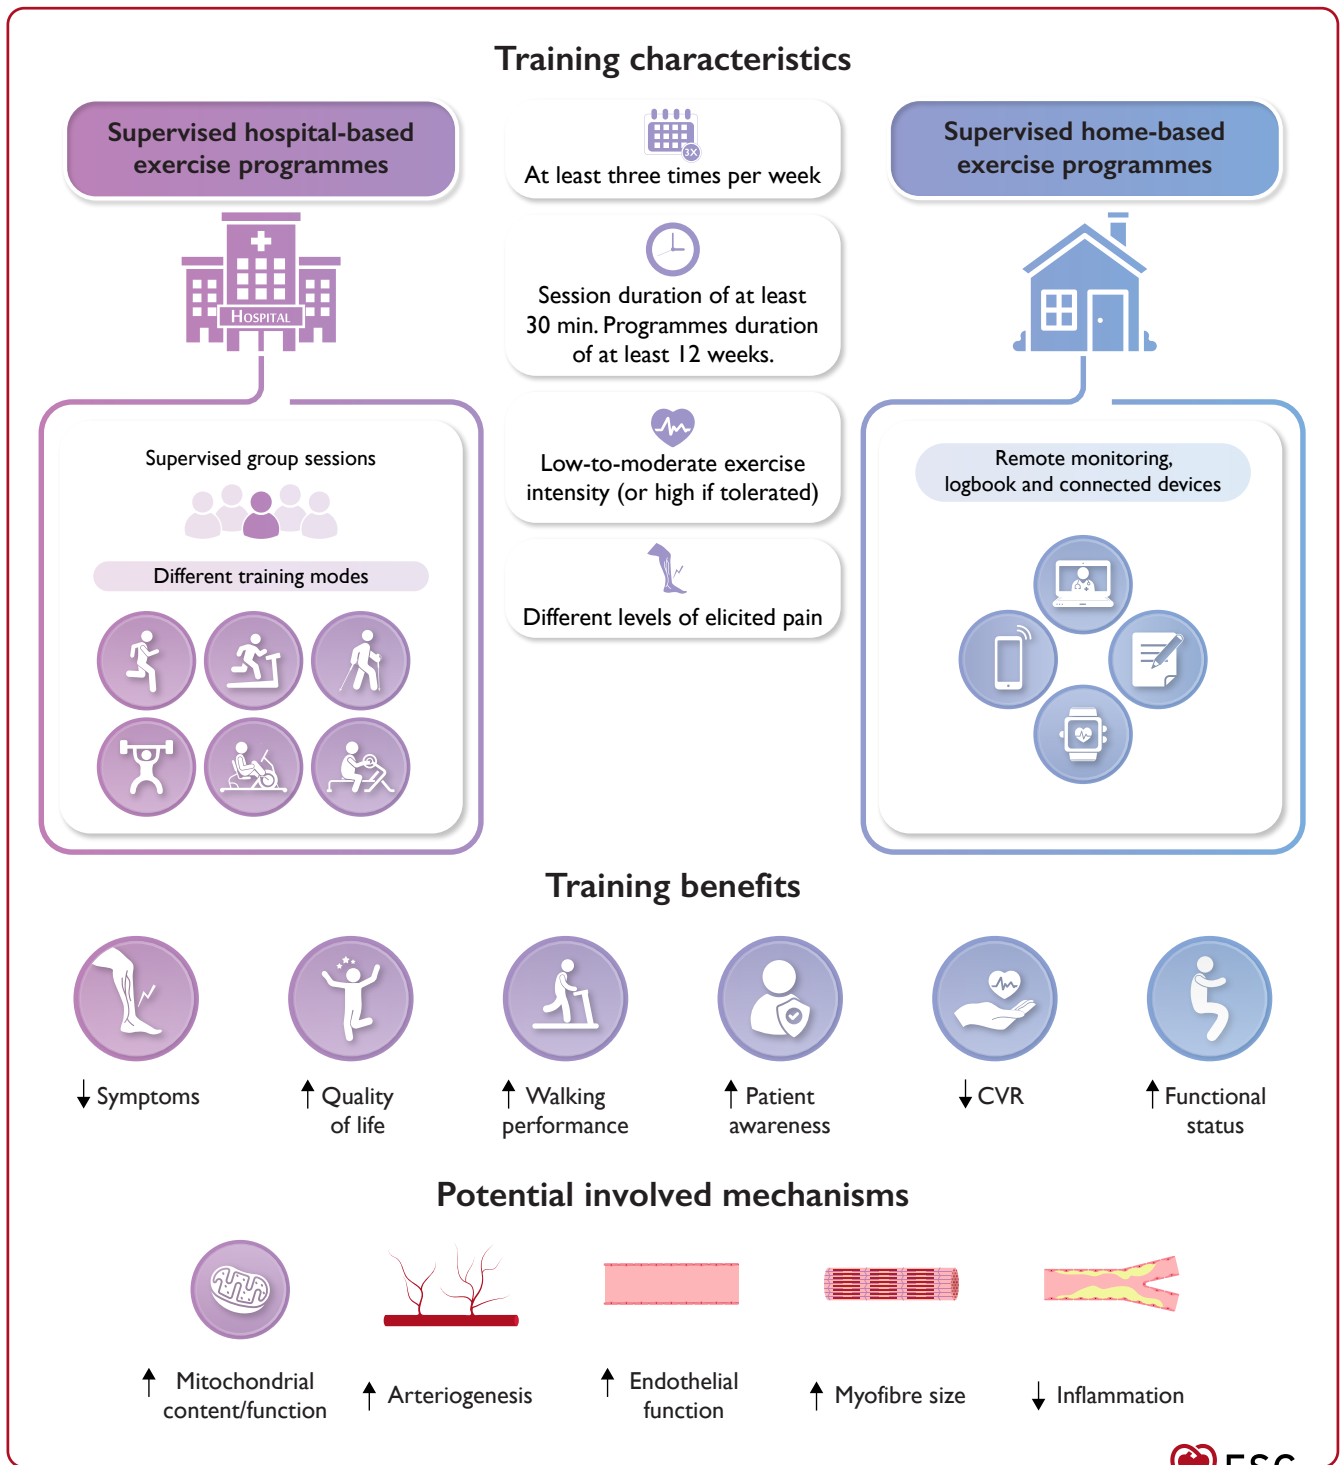 Training characteristics
Supervised hospital-based
exercise programmes
HOSPITAL
Supervised group sessions
Different training modes
3X
At least three times per week
Session duration of at least
30 min. Programmes duration
of at least 12 weeks.
Low-to-moderate exercise
intensity (or high if tolerated)
Different levels of elicited pain
Supervised home-based
exercise programmes
Remote monitoring,
logbook and connected devices
Training benefits
↓ Symptoms
↑ Quality
of life
↑ Walking
performance
↑ Patient
awareness
↓ CVR
↑ Functional
status
Potential involved mechanisms
↑ Mitochondrial
content/function
↑ Arteriogenesis
↑ Endothelial
function
↑ Myofibre size
↓ Inflammation
ESC